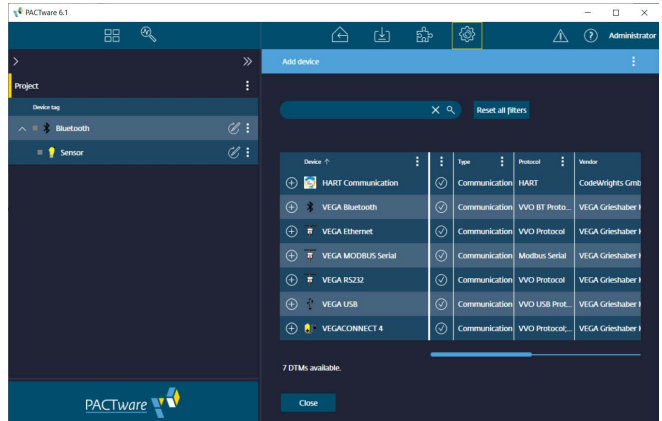 PACTware 6.1
Administrator
Add device
Project
Device tag
Bluetooth
Sensor
Reset all filters
Device Type Protocol Vendor
HART Communication Communication HART CodeWrights Gmb
VEGA Bluetooth Communication VVO BT Proto... VEGA Grieshaber K
VEGA Ethernet Communication VVO Protocol VEGA Grieshaber K
VEGA MODBUS Serial Communication Modbus Serial VEGA Grieshaber K
VEGA RS232 Communication VVO Protocol VEGA Grieshaber K
VEGA USB Communication VVO USB Prot... VEGA Grieshaber K
VEGACONNECT 4 Communication VVO Protocol;... VEGA Grieshaber K
7 DTMs available.
Close
PACTware